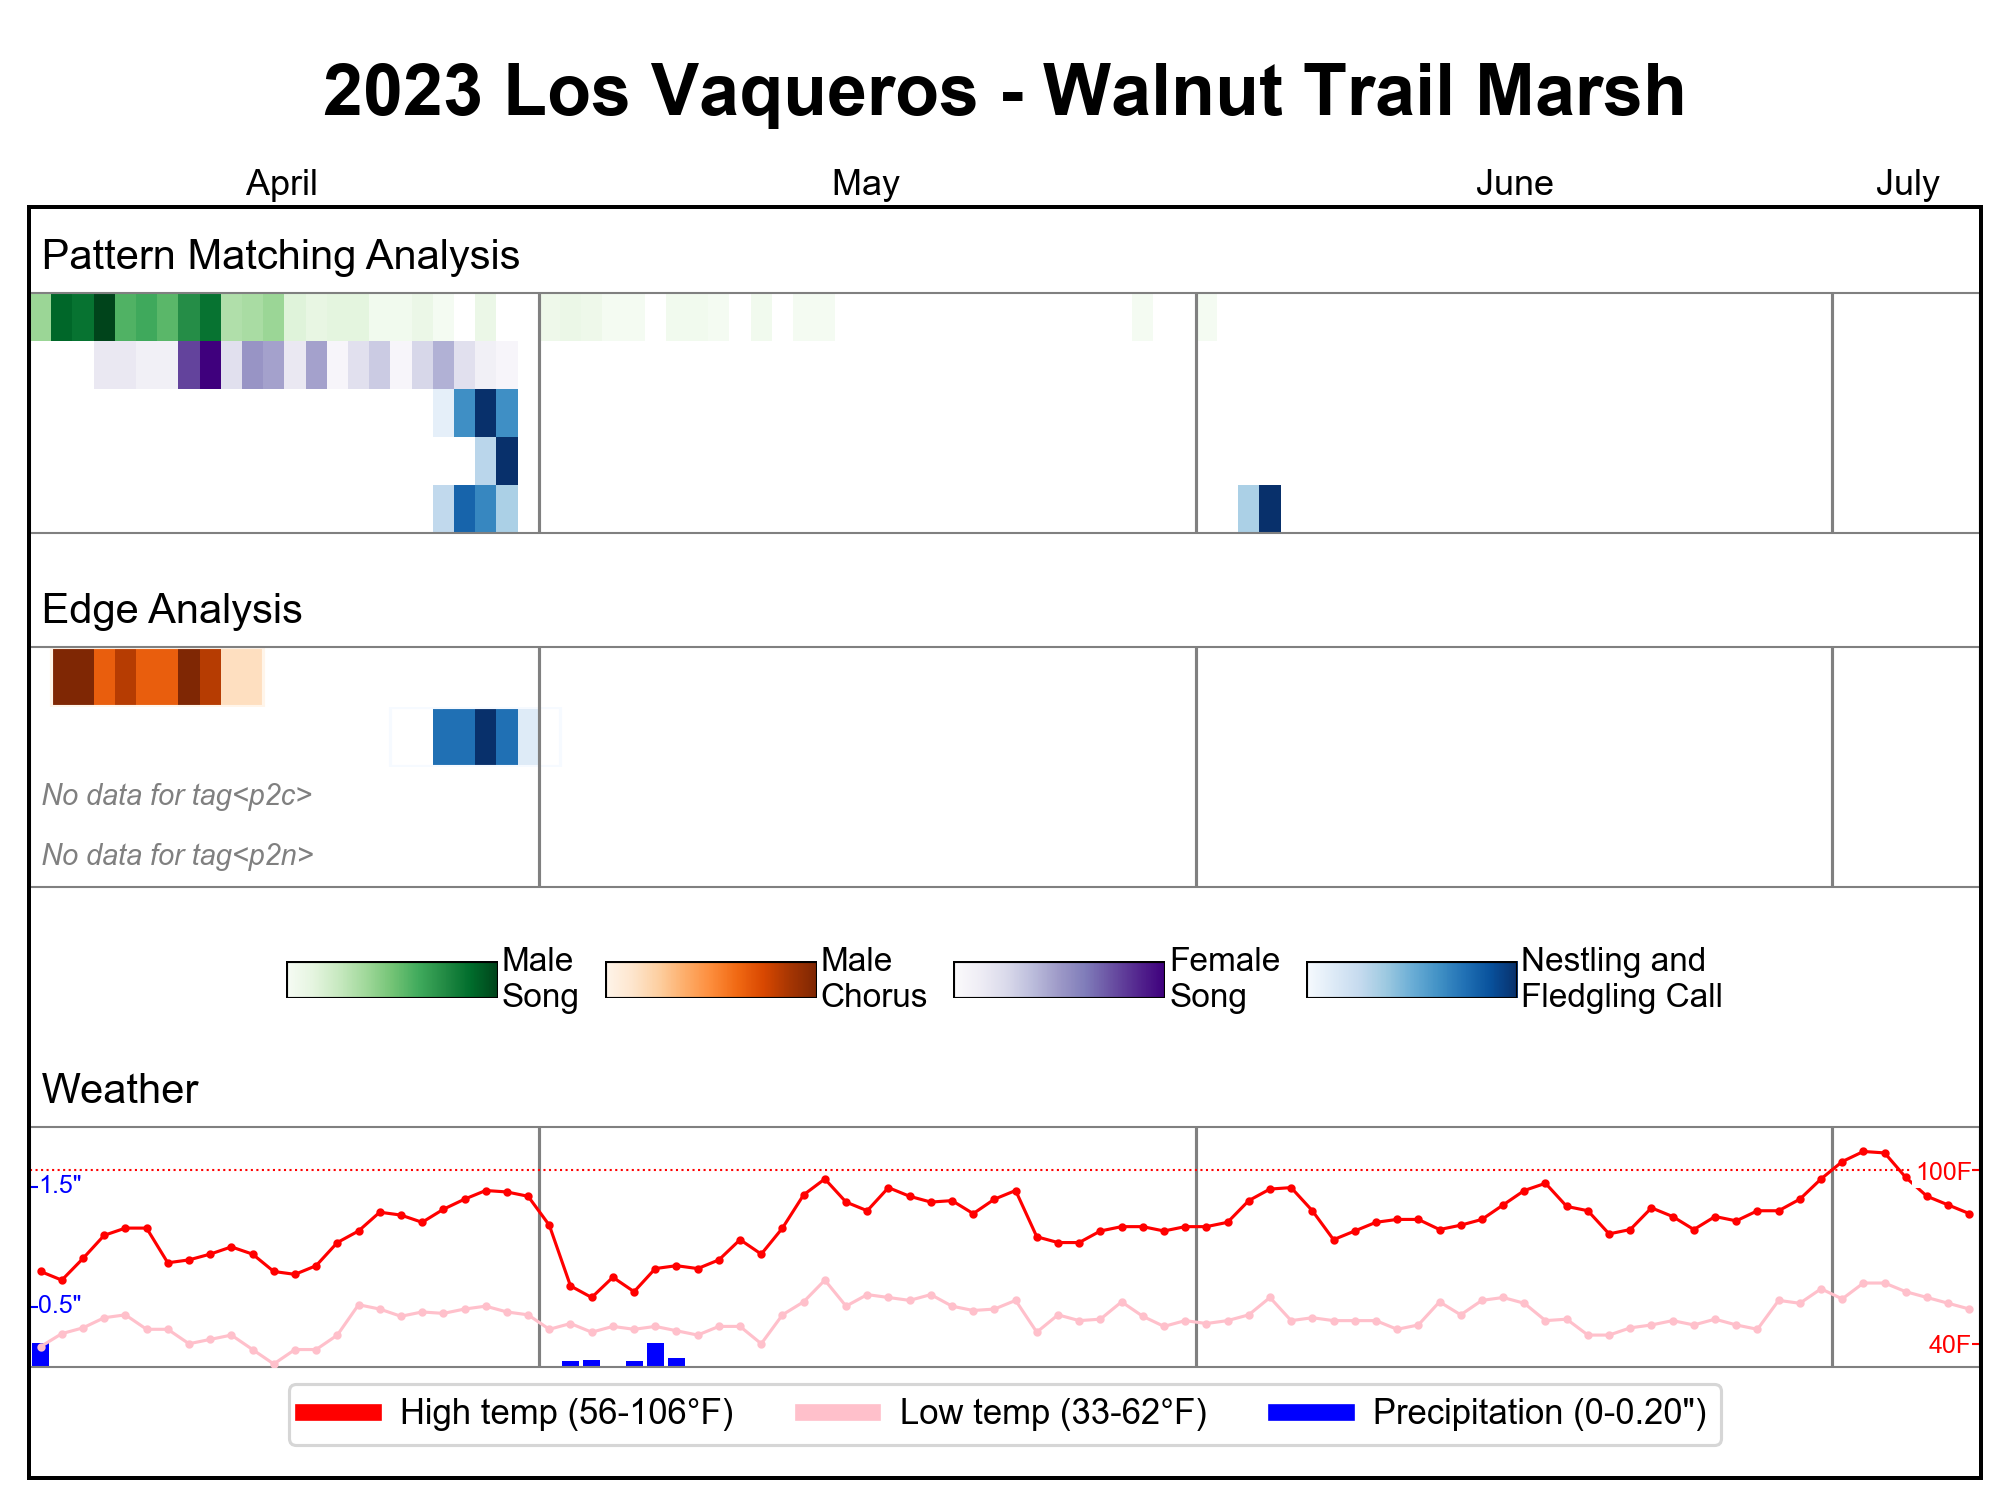 2023 Los Vaqueros - Walnut Trail Marsh
April May June July
Pattern Matching Analysis
Edge Analysis
No data for tag<p2c>
No data for tag<p2n>
Male
Song
Male
Chorus
Female
Song
Nestling and
Fledgling Call
Weather
1.5"
100F
0.5"
40F
High temp (56-106°F) Low temp (33-62°F) Precipitation (0-0.20")